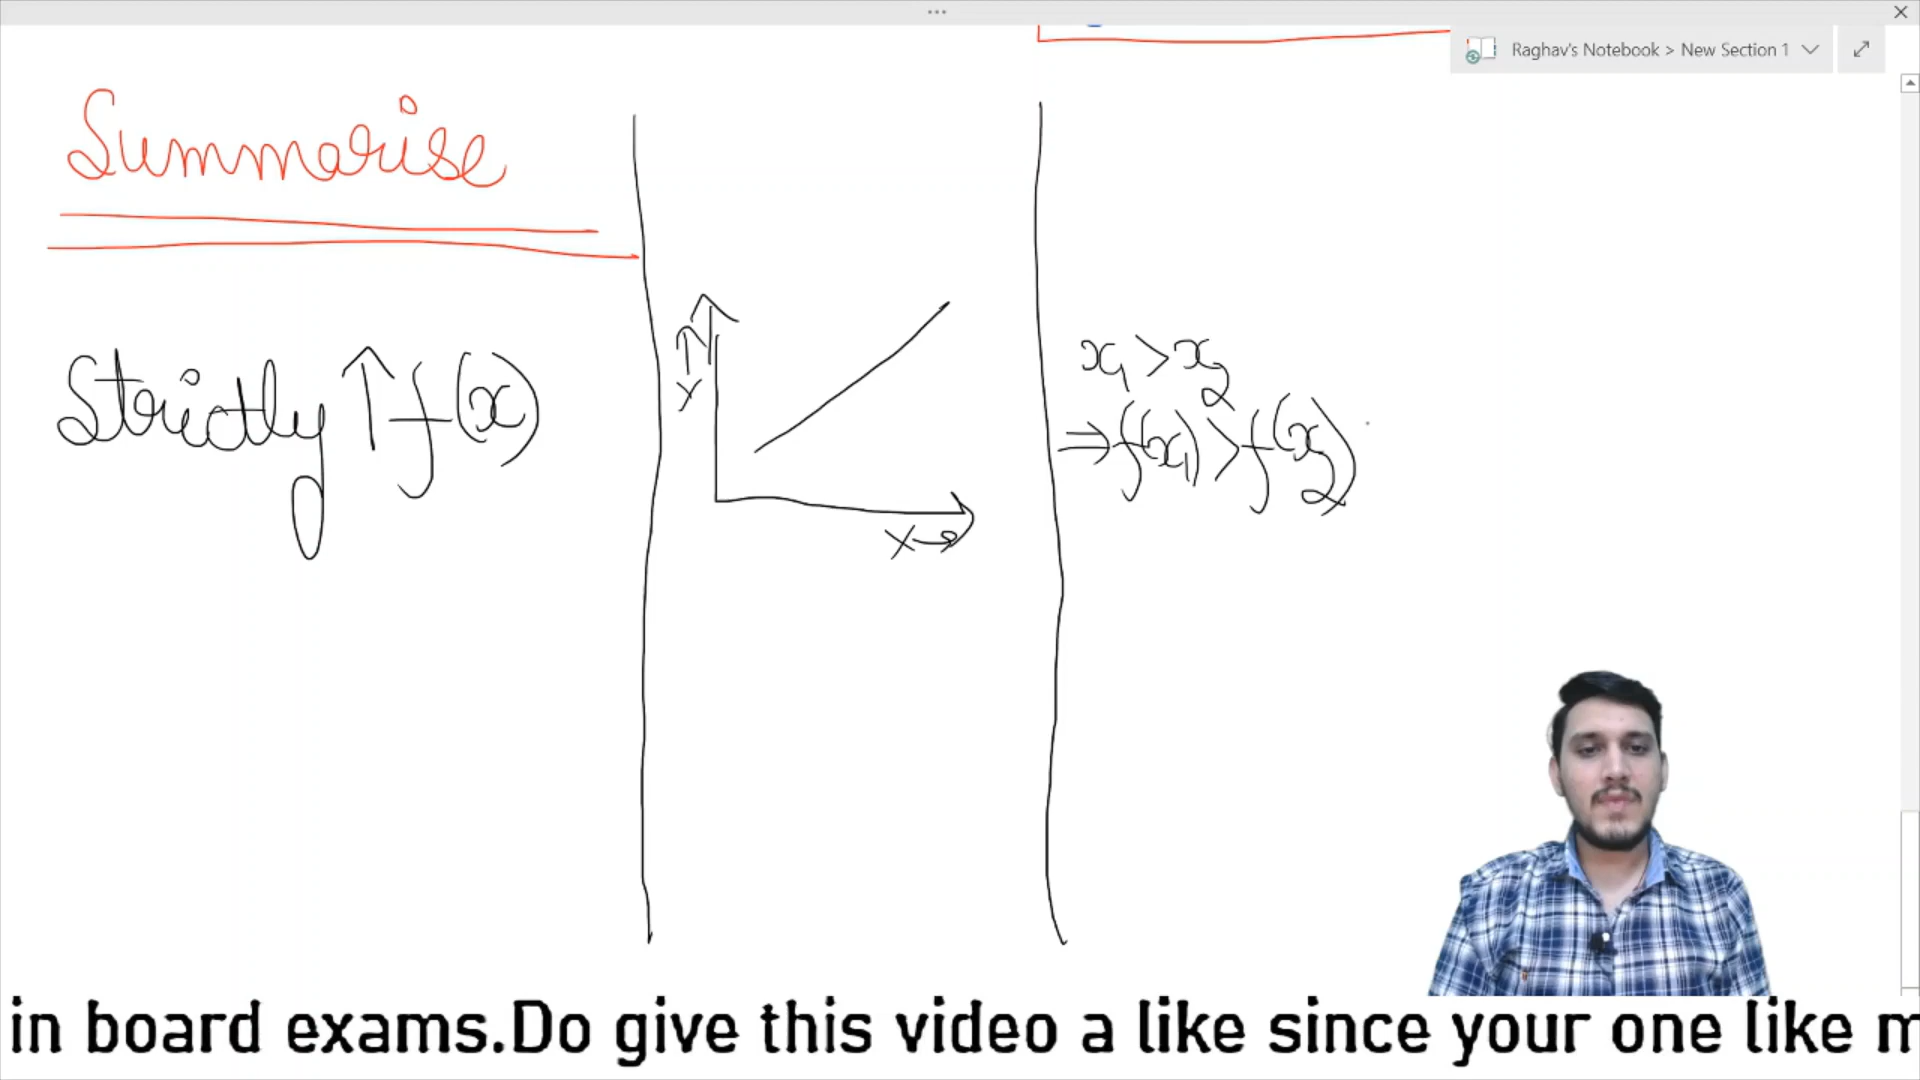 Raghav's Notebook > New Section 1
Summarise
Strictly ↑ f(x)
Y→
X→
x₁ > x₂
⇒ f(x₁) > f(x₂)
in board exams.Do give this video a like since your one like m